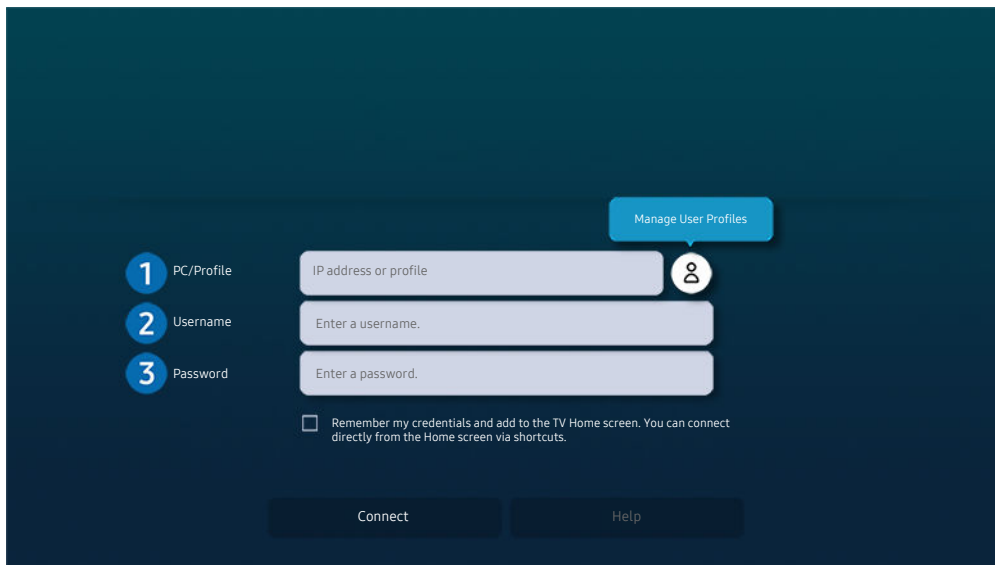 Manage User Profiles
1 PC/Profile IP address or profile
2 Username Enter a username.
3 Password Enter a password.
Remember my credentials and add to the TV Home screen. You can connect
directly from the Home screen via shortcuts.
Connect Help